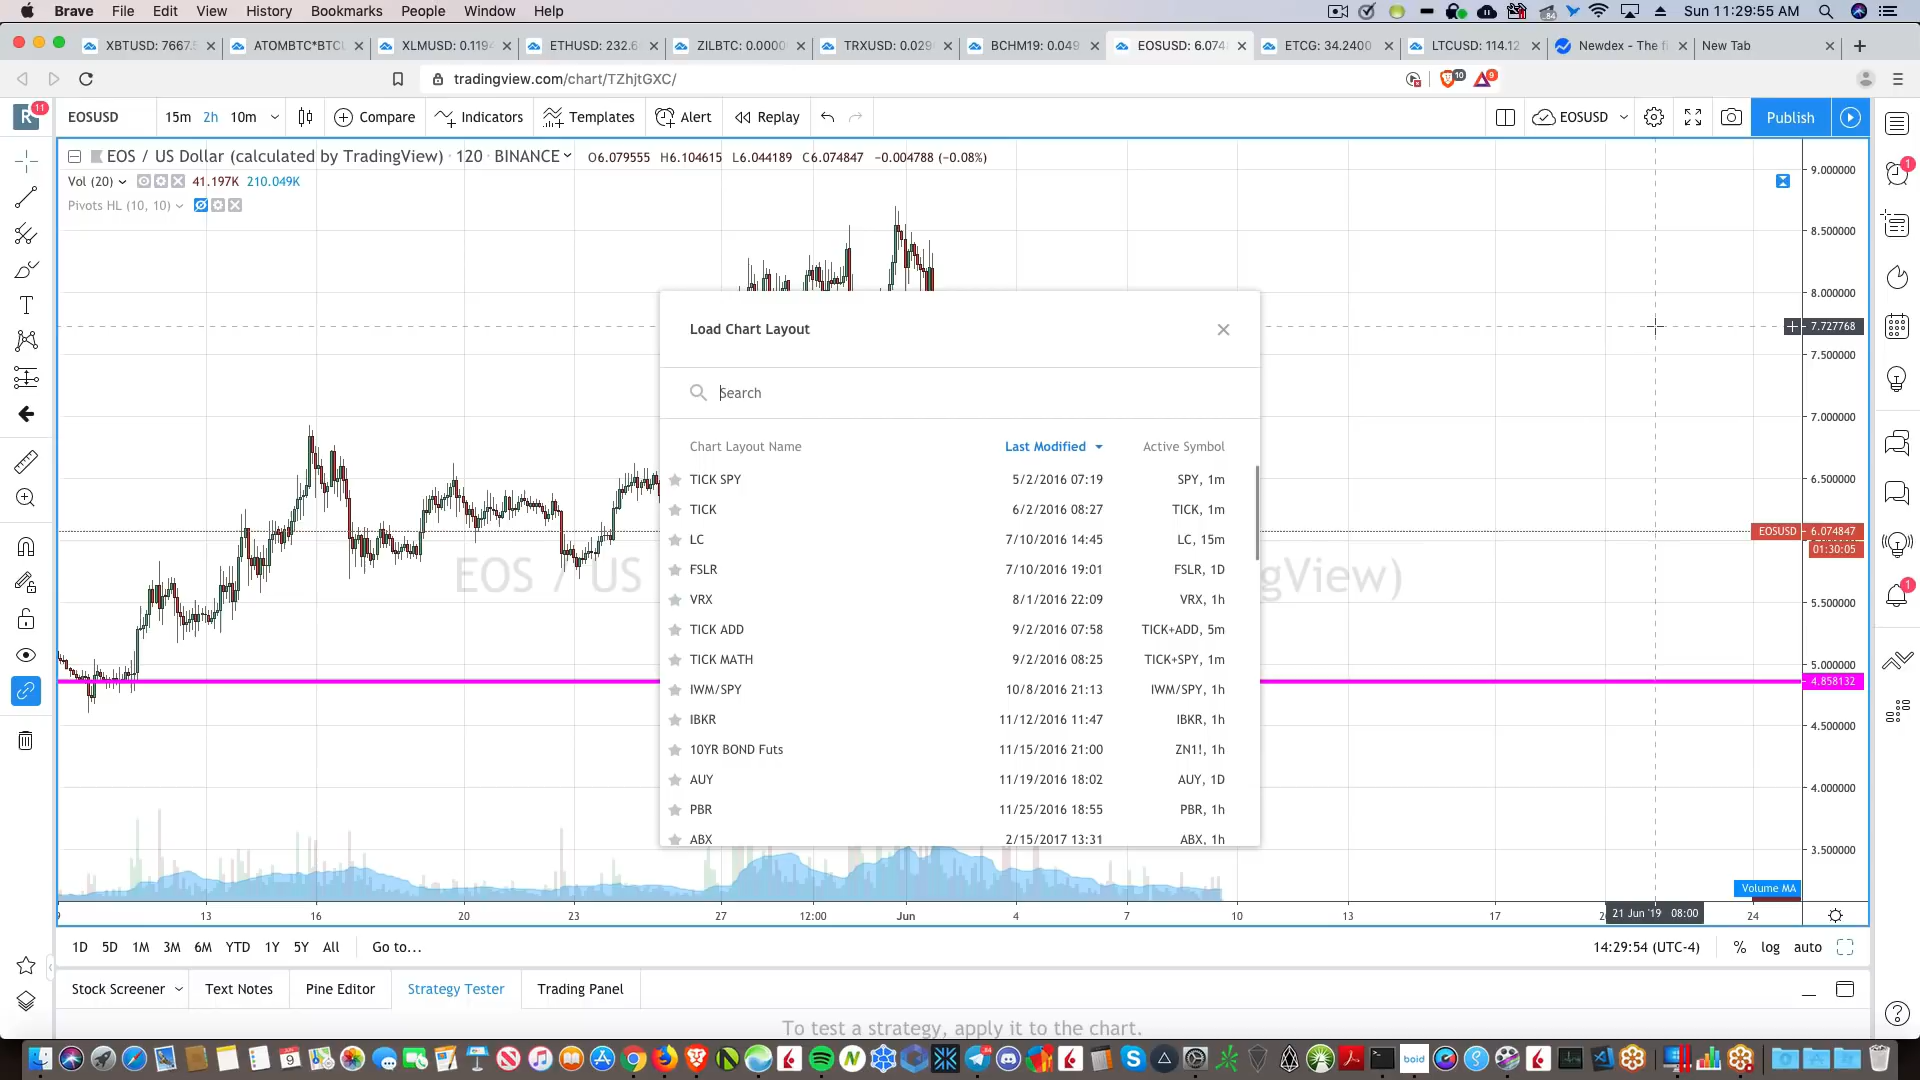 Brave File Edit View History Bookmarks People Window Help
84
Sun 11:29:55 AM
XBTUSD: 7667.5
ATOMBTC*BTCU
XLMUSD: 0.1194
ETHUSD: 232.6
ZILBTC: 0.0000
TRXUSD: 0.029
BCHM19: 0.049
EOSUSD: 6.074
ETCG: 34.2400
LTCUSD: 114.12
Newdex - The fi
New Tab
tradingview.com/chart/TZhjtGXC/
10
9
R
11
EOSUSD
15m 2h 10m
Compare
Indicators
Templates
Alert
Replay
EOSUSD
Publish
EOS / US Dollar (calculated by TradingView) · 120 · BINANCE
O6.079555 H6.104615 L6.044189 C6.074847 −0.004788 (−0.08%)
Vol (20) 41.197K 210.049K
Pivots HL (10, 10)
1
9.000000
8.500000
8.000000
7.727768
7.500000
7.000000
6.500000
EOSUSD 6.074847
01:30:05
5.500000
5.000000
4.858132
4.500000
4.000000
3.500000
1
EOS / US
gView)
Load Chart Layout
Search
Chart Layout Name Last Modified Active Symbol
TICK SPY 5/2/2016 07:19 SPY, 1m
TICK 6/2/2016 08:27 TICK, 1m
LC 7/10/2016 14:45 LC, 15m
FSLR 7/10/2016 19:01 FSLR, 1D
VRX 8/1/2016 22:09 VRX, 1h
TICK ADD 9/2/2016 07:58 TICK+ADD, 5m
TICK MATH 9/2/2016 08:25 TICK+SPY, 1m
IWM/SPY 10/8/2016 21:13 IWM/SPY, 1h
IBKR 11/12/2016 11:47 IBKR, 1h
10YR BOND Futs 11/15/2016 21:00 ZN1!, 1h
AUY 11/19/2016 18:02 AUY, 1D
PBR 11/25/2016 18:55 PBR, 1h
ABX 2/15/2017 13:31 ABX, 1h
Volume MA
13 16 20 23 27 12:00 Jun 4 7 10 13 17 21 Jun '19 08:00 24
1D 5D 1M 3M 6M YTD 1Y 5Y All Go to...
14:29:54 (UTC-4) % log auto
Stock Screener Text Notes Pine Editor Strategy Tester Trading Panel
To test a strategy, apply it to the chart.
boid